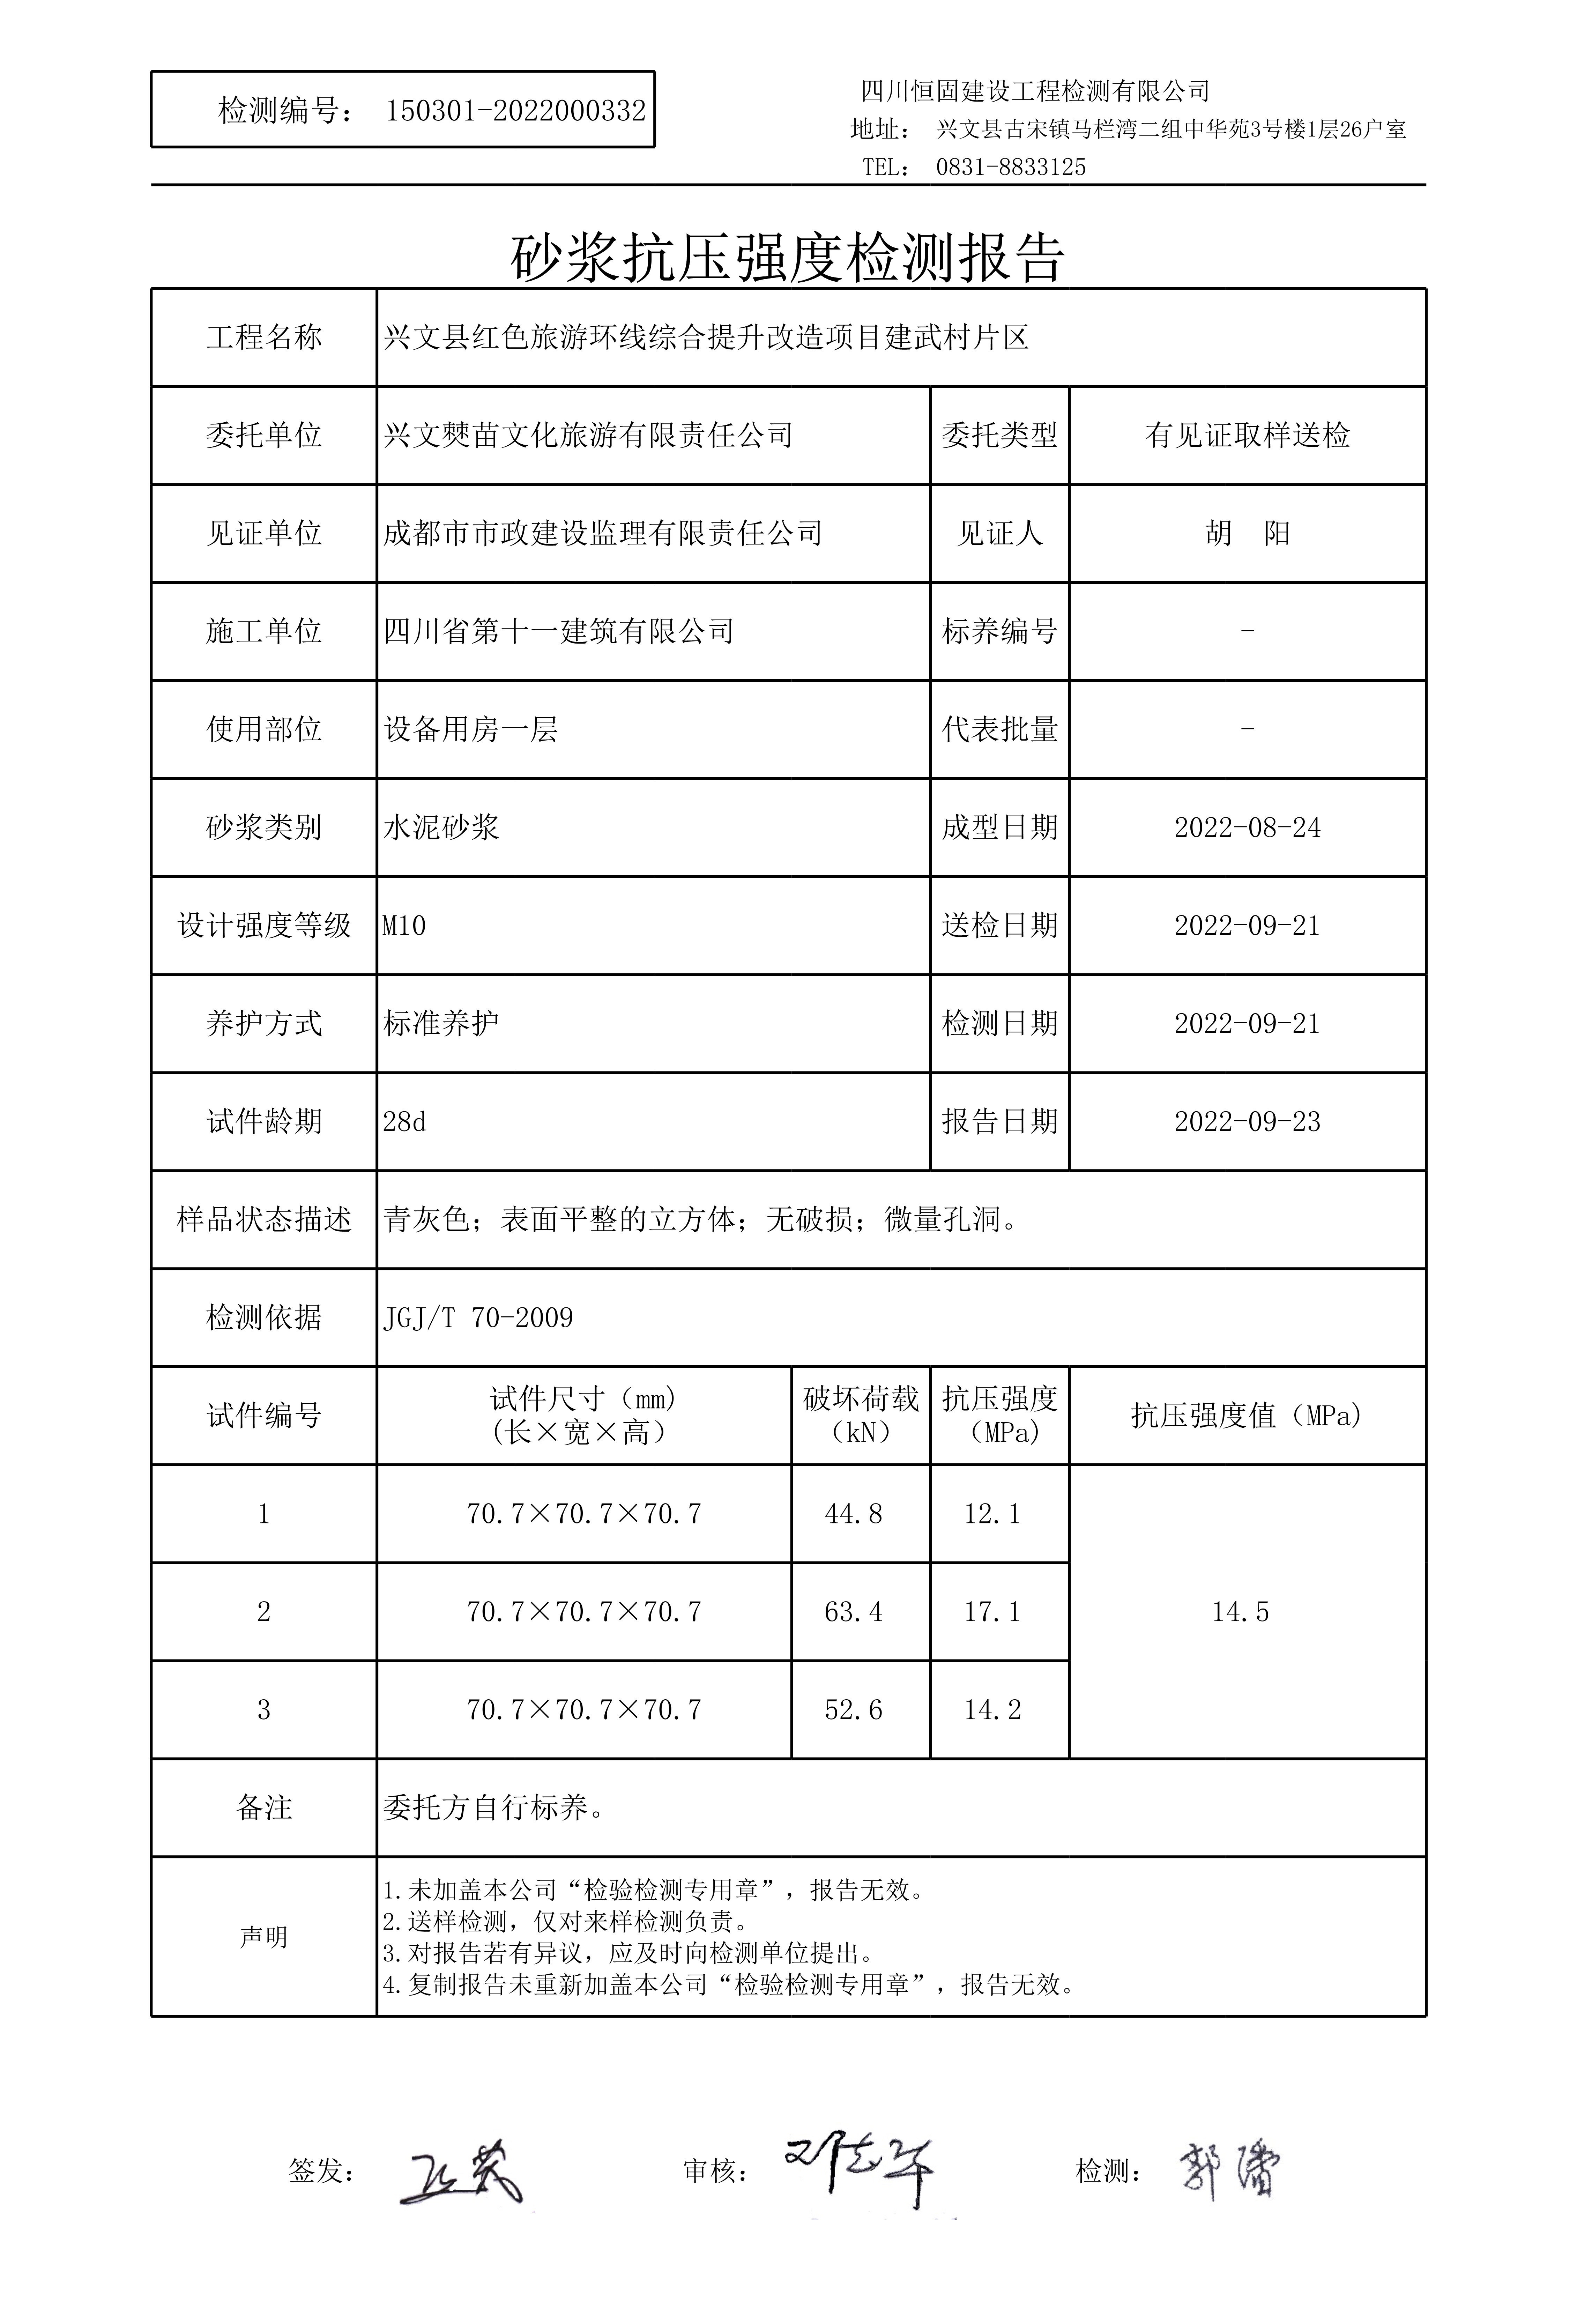 检测编号： 150301-2022000332
四川恒固建设工程检测有限公司
地址： 兴文县古宋镇马栏湾二组中华苑3号楼1层26户室
TEL： 0831-8833125
砂浆抗压强度检测报告
工程名称 兴文县红色旅游环线综合提升改造项目建武村片区
委托单位 兴文僰苗文化旅游有限责任公司 委托类型 有见证取样送检
见证单位 成都市市政建设监理有限责任公司 见证人 胡 阳
施工单位 四川省第十一建筑有限公司 标养编号 -
使用部位 设备用房一层 代表批量 -
砂浆类别 水泥砂浆 成型日期 2022-08-24
设计强度等级 M10 送检日期 2022-09-21
养护方式 标准养护 检测日期 2022-09-21
试件龄期 28d 报告日期 2022-09-23
样品状态描述 青灰色；表面平整的立方体；无破损；微量孔洞。
检测依据 JGJ/T 70-2009
试件编号 试件尺寸（mm）（长×宽×高） 破坏荷载（kN） 抗压强度（MPa） 抗压强度值（MPa）
1 70.7×70.7×70.7 44.8 12.1
2 70.7×70.7×70.7 63.4 17.1 14.5
3 70.7×70.7×70.7 52.6 14.2
备注 委托方自行标养。
声明
1.未加盖本公司“检验检测专用章”，报告无效。
2.送样检测，仅对来样检测负责。
3.对报告若有异议，应及时向检测单位提出。
4.复制报告未重新加盖本公司“检验检测专用章”，报告无效。
签发： 审核： 检测：